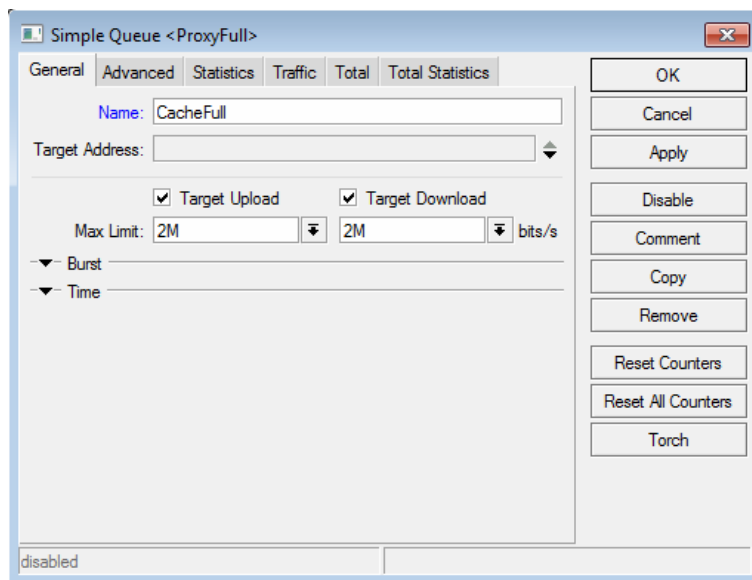 Simple Queue <ProxyFull>
General Advanced Statistics Traffic Total Total Statistics
Name: CacheFull
Target Address:
Target Upload Target Download
Max Limit: 2M 2M bits/s
Burst
Time
OK
Cancel
Apply
Disable
Comment
Copy
Remove
Reset Counters
Reset All Counters
Torch
disabled